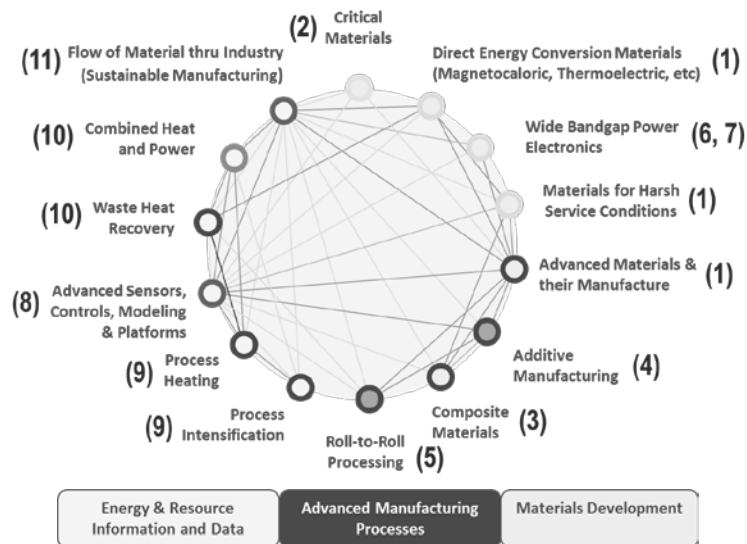 (2) Critical
Materials
(11) Flow of Material thru Industry
(Sustainable Manufacturing)
Direct Energy Conversion Materials
(Magnetocaloric, Thermoelectric, etc) (1)
(10) Combined Heat
and Power
Wide Bandgap Power
Electronics (6, 7)
(10) Waste Heat
Recovery
Materials for Harsh
Service Conditions (1)
(8) Advanced Sensors,
Controls, Modeling
& Platforms
Advanced Materials &
their Manufacture (1)
(9) Process
Heating
Additive
Manufacturing (4)
(9) Process
Intensification
Composite
Materials (3)
Roll-to-Roll
Processing (5)
Energy & Resource
Information and Data
Advanced Manufacturing
Processes
Materials Development